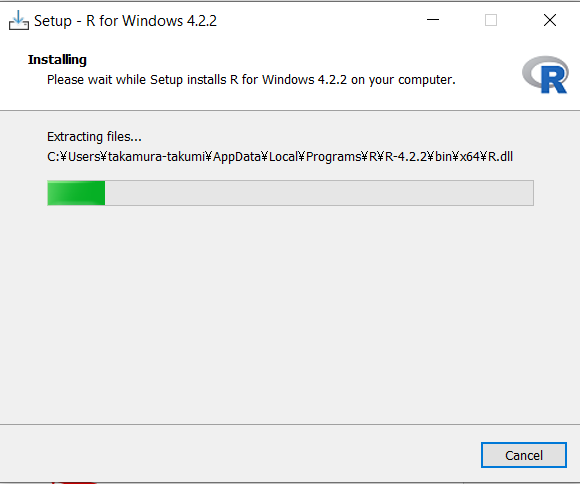 Setup - R for Windows 4.2.2
Installing
Please wait while Setup installs R for Windows 4.2.2 on your computer.
R
Extracting files...
C:¥Users¥takamura-takumi¥AppData¥Local¥Programs¥R¥R-4.2.2¥bin¥x64¥R.dll
Cancel